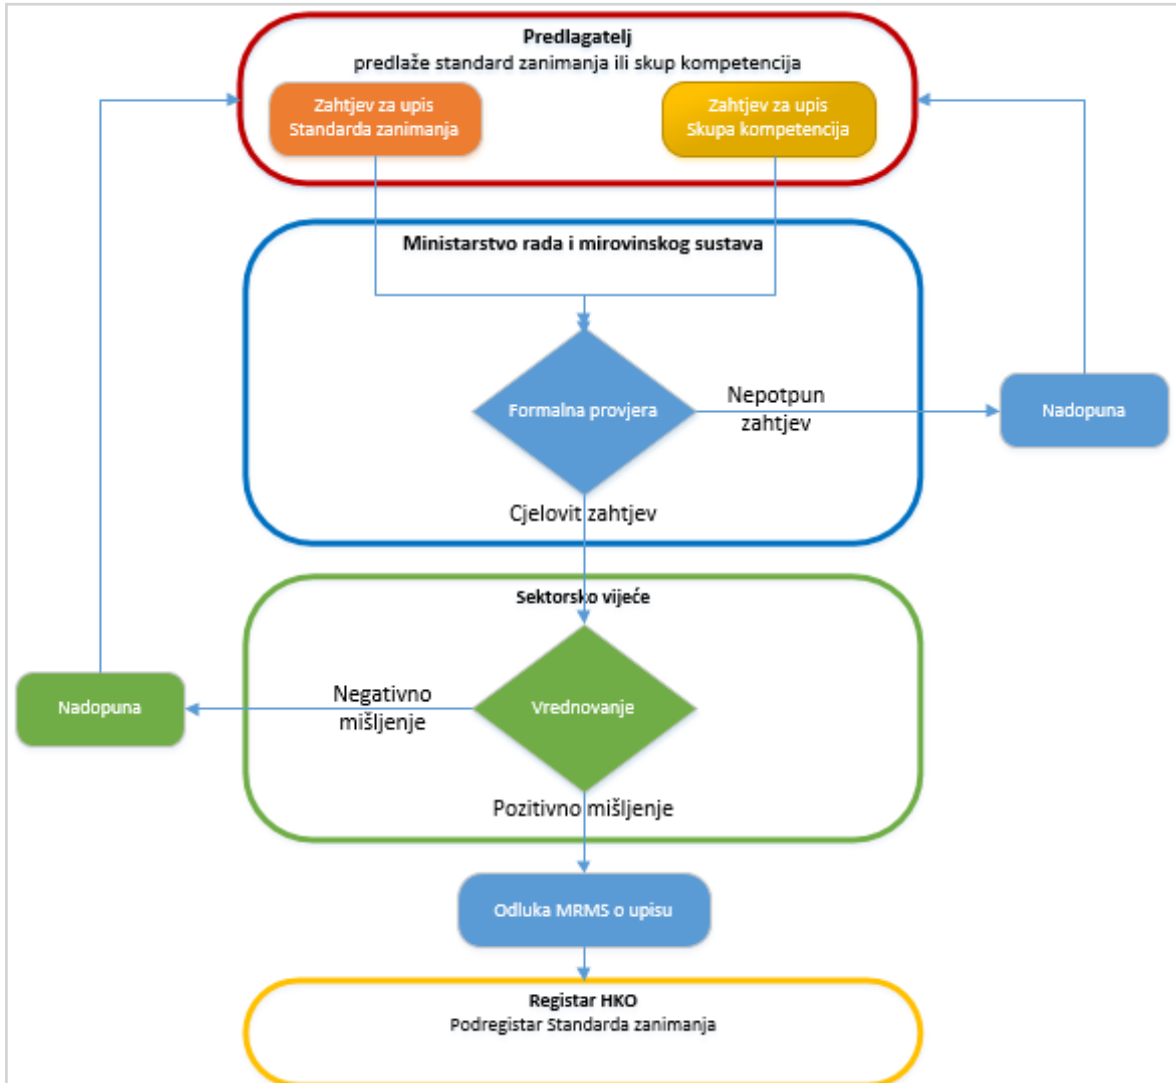 Predlagatelj
predlaže standard zanimanja ili skup kompetencija
Zahtjev za upis
Standarda zanimanja
Zahtjev za upis
Skupa kompetencija
Ministarstvo rada i mirovinskog sustava
Formalna provjera
Nepotpun
zahtjev
Nadopuna
Cjelovit zahtjev
Sektorsko vijeće
Nadopuna
Negativno
mišljenje
Vrednovanje
Pozitivno mišljenje
Odluka MRMS o upisu
Registar HKO
Podregistar Standarda zanimanja